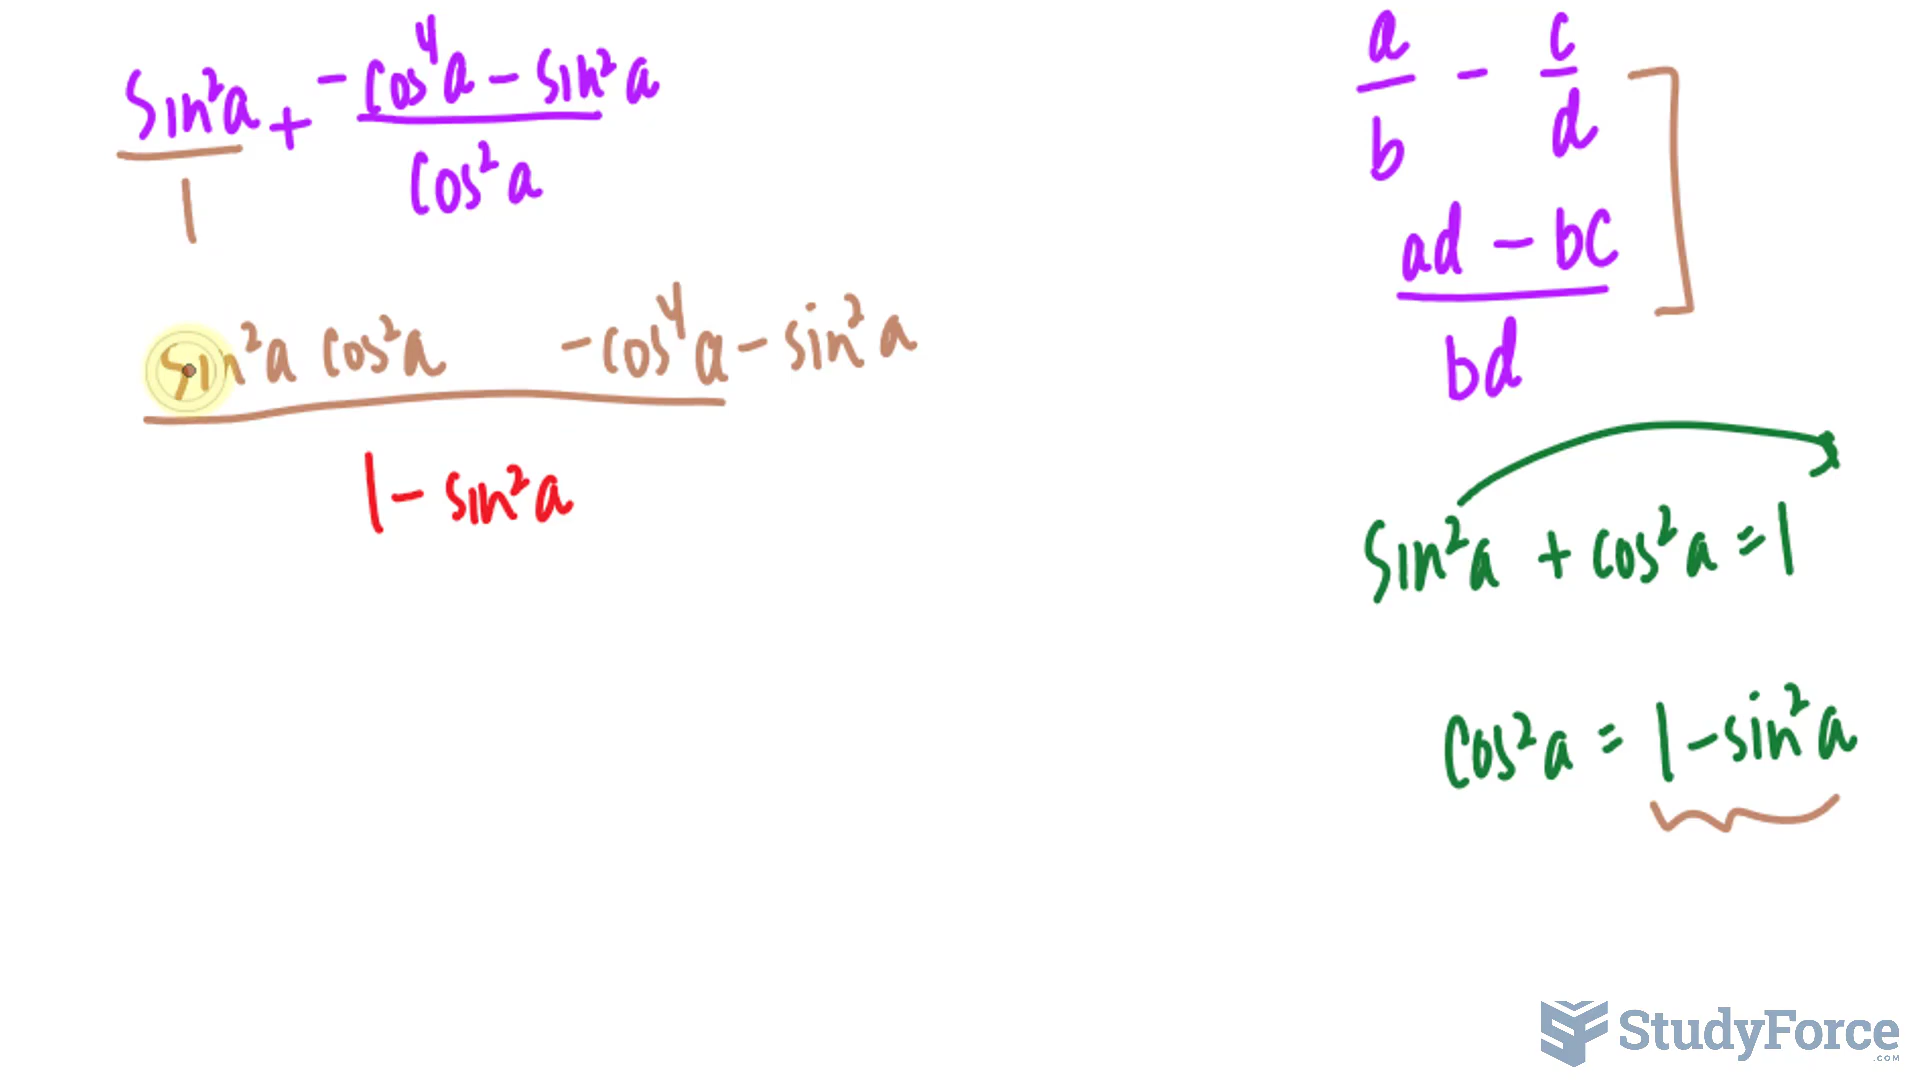 sin²a + -cos⁴a - sin²a
1 cos²a
sin²a cos²a -cos⁴a - sin²a
1 - sin²a
a/b - c/d
ad - bc
bd
sin²a + cos²a = 1
cos²a = 1 - sin²a
StudyForce
.COM